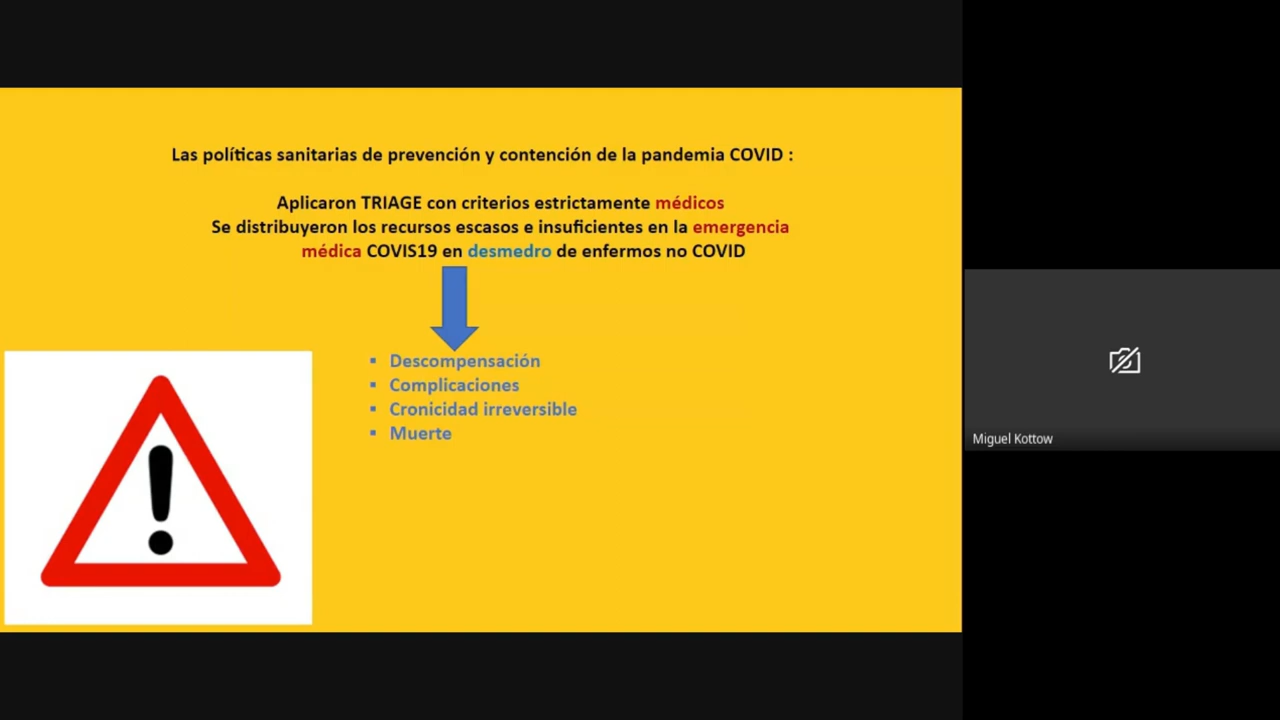 Las políticas sanitarias de prevención y contención de la pandemia COVID :
Aplicaron TRIAGE con criterios estrictamente médicos
Se distribuyeron los recursos escasos e insuficientes en la emergencia
médica COVIS19 en desmedro de enfermos no COVID
▪ Descompensación
▪ Complicaciones
▪ Cronicidad irreversible
▪ Muerte
Miguel Kottow